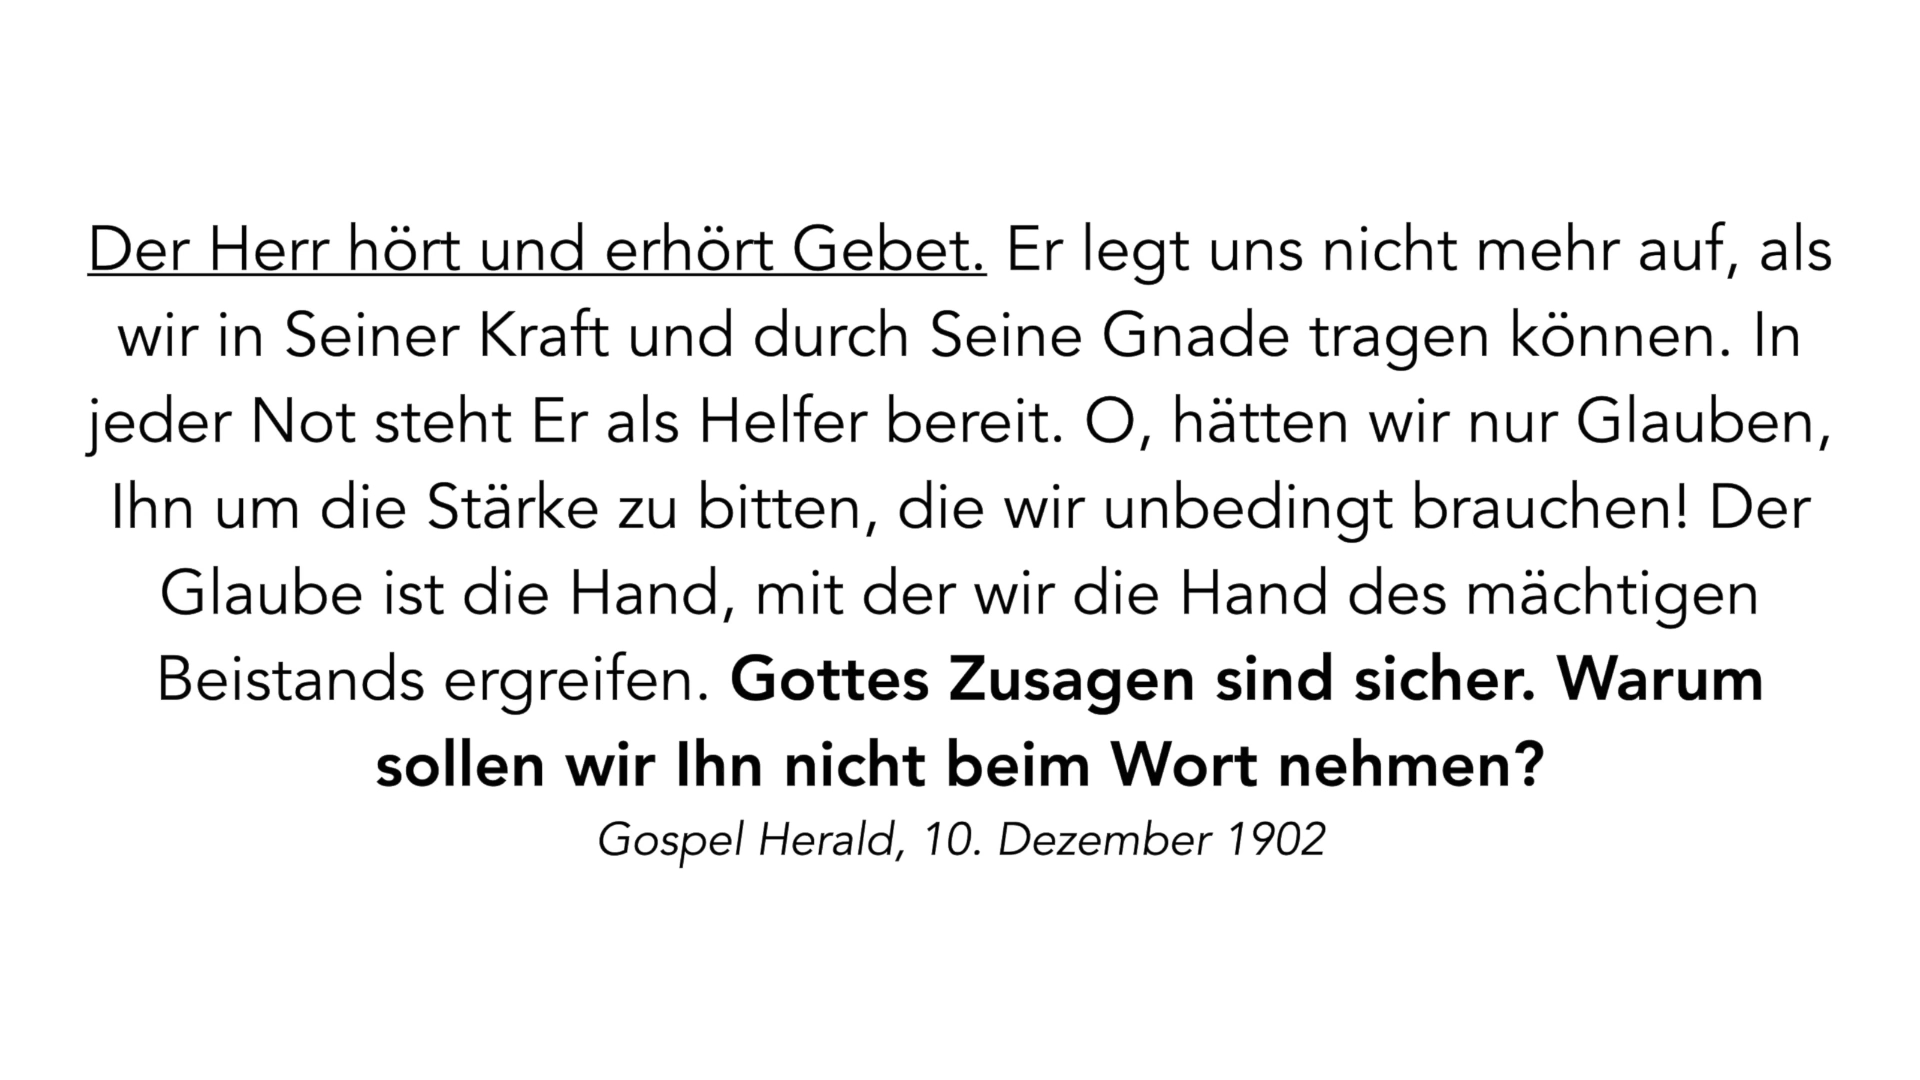 Der Herr hört und erhört Gebet. Er legt uns nicht mehr auf, als
wir in Seiner Kraft und durch Seine Gnade tragen können. In
jeder Not steht Er als Helfer bereit. O, hätten wir nur Glauben,
Ihn um die Stärke zu bitten, die wir unbedingt brauchen! Der
Glaube ist die Hand, mit der wir die Hand des mächtigen
Beistands ergreifen. Gottes Zusagen sind sicher. Warum
sollen wir Ihn nicht beim Wort nehmen?
Gospel Herald, 10. Dezember 1902